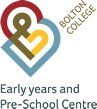 BOLTON
COLLEGE
Early years and
Pre-School Centre